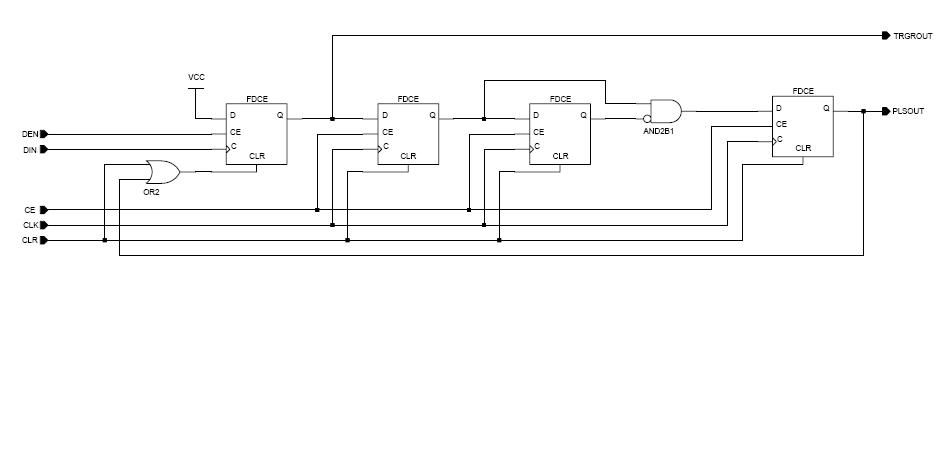 TRGROUT
VCC
FDCE
FDCE
FDCE
FDCE
D Q
D Q
D Q
D Q
PLSOUT
DEN
CE
CE
CE
CE
AND2B1
DIN
C
C
C
C
CLR
CLR
CLR
CLR
OR2
CE
CLK
CLR